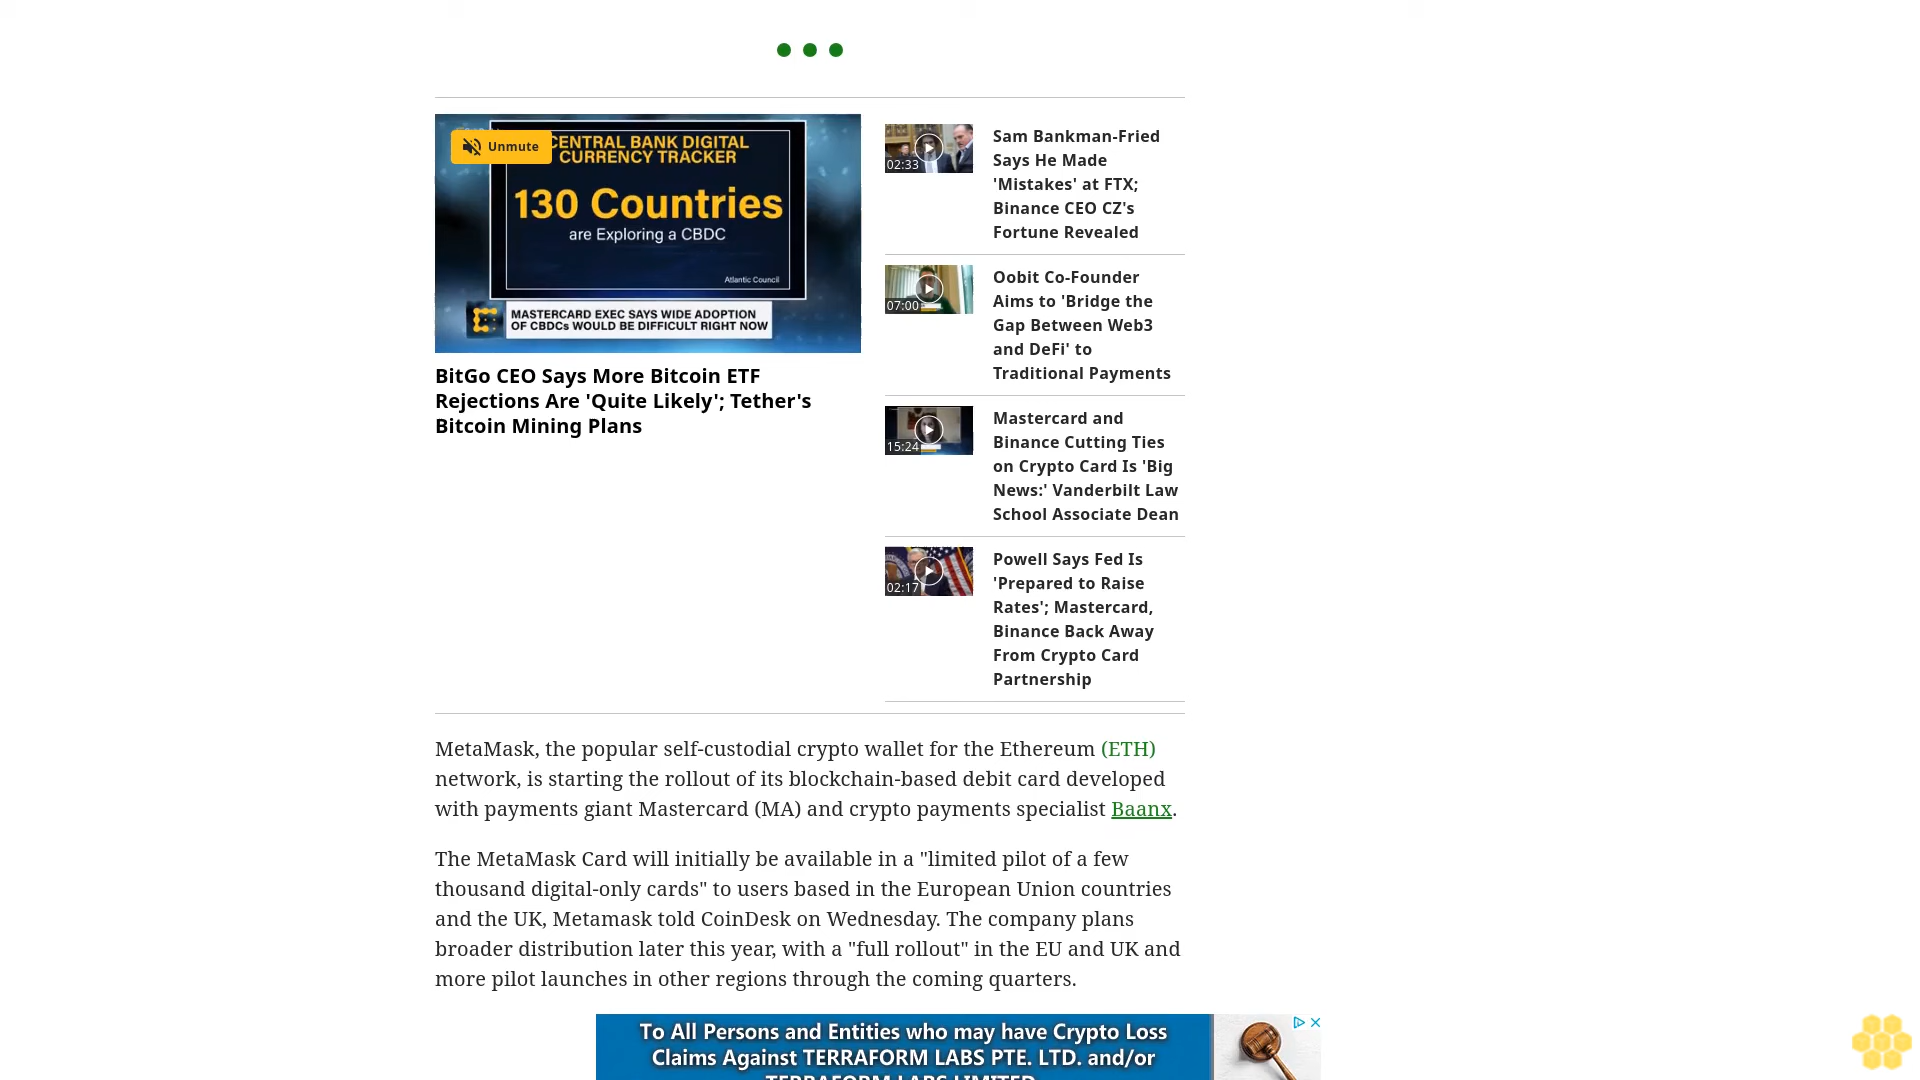 Unmute
CENTRAL BANK DIGITAL
CURRENCY TRACKER
130 Countries
are Exploring a CBDC
Atlantic Council
MASTERCARD EXEC SAYS WIDE ADOPTION
OF CBDCs WOULD BE DIFFICULT RIGHT NOW
BitGo CEO Says More Bitcoin ETF
Rejections Are 'Quite Likely'; Tether's
Bitcoin Mining Plans
02:33
Sam Bankman-Fried
Says He Made
'Mistakes' at FTX;
Binance CEO CZ's
Fortune Revealed
07:00
Oobit Co-Founder
Aims to 'Bridge the
Gap Between Web3
and DeFi' to
Traditional Payments
15:24
Mastercard and
Binance Cutting Ties
on Crypto Card Is 'Big
News:' Vanderbilt Law
School Associate Dean
02:17
Powell Says Fed Is
'Prepared to Raise
Rates'; Mastercard,
Binance Back Away
From Crypto Card
Partnership
MetaMask, the popular self-custodial crypto wallet for the Ethereum (ETH)
network, is starting the rollout of its blockchain-based debit card developed
with payments giant Mastercard (MA) and crypto payments specialist Baanx.
The MetaMask Card will initially be available in a "limited pilot of a few
thousand digital-only cards" to users based in the European Union countries
and the UK, Metamask told CoinDesk on Wednesday. The company plans
broader distribution later this year, with a "full rollout" in the EU and UK and
more pilot launches in other regions through the coming quarters.
To All Persons and Entities who may have Crypto Loss
Claims Against TERRAFORM LABS PTE. LTD. and/or
TERRAFORM LABS LIMITED